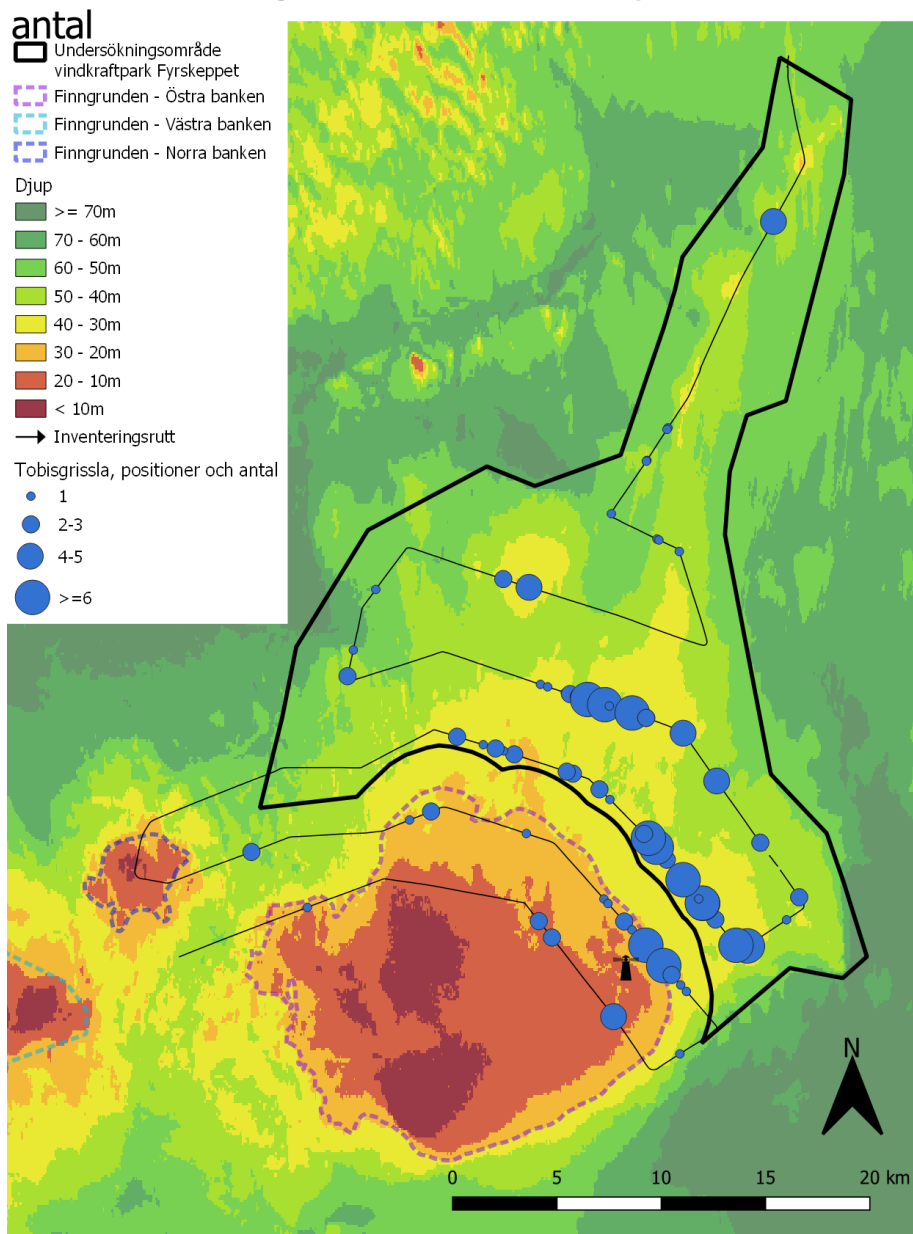 antal
Undersökningsområde
vindkraftpark Fyrskeppet
Finngrunden - Östra banken
Finngrunden - Västra banken
Finngrunden - Norra banken
Djup
>= 70m
70 - 60m
60 - 50m
50 - 40m
40 - 30m
30 - 20m
20 - 10m
< 10m
Inventeringsrutt
Tobisgrissla, positioner och antal
1
2-3
4-5
>=6
N
0 5 10 15 20 km